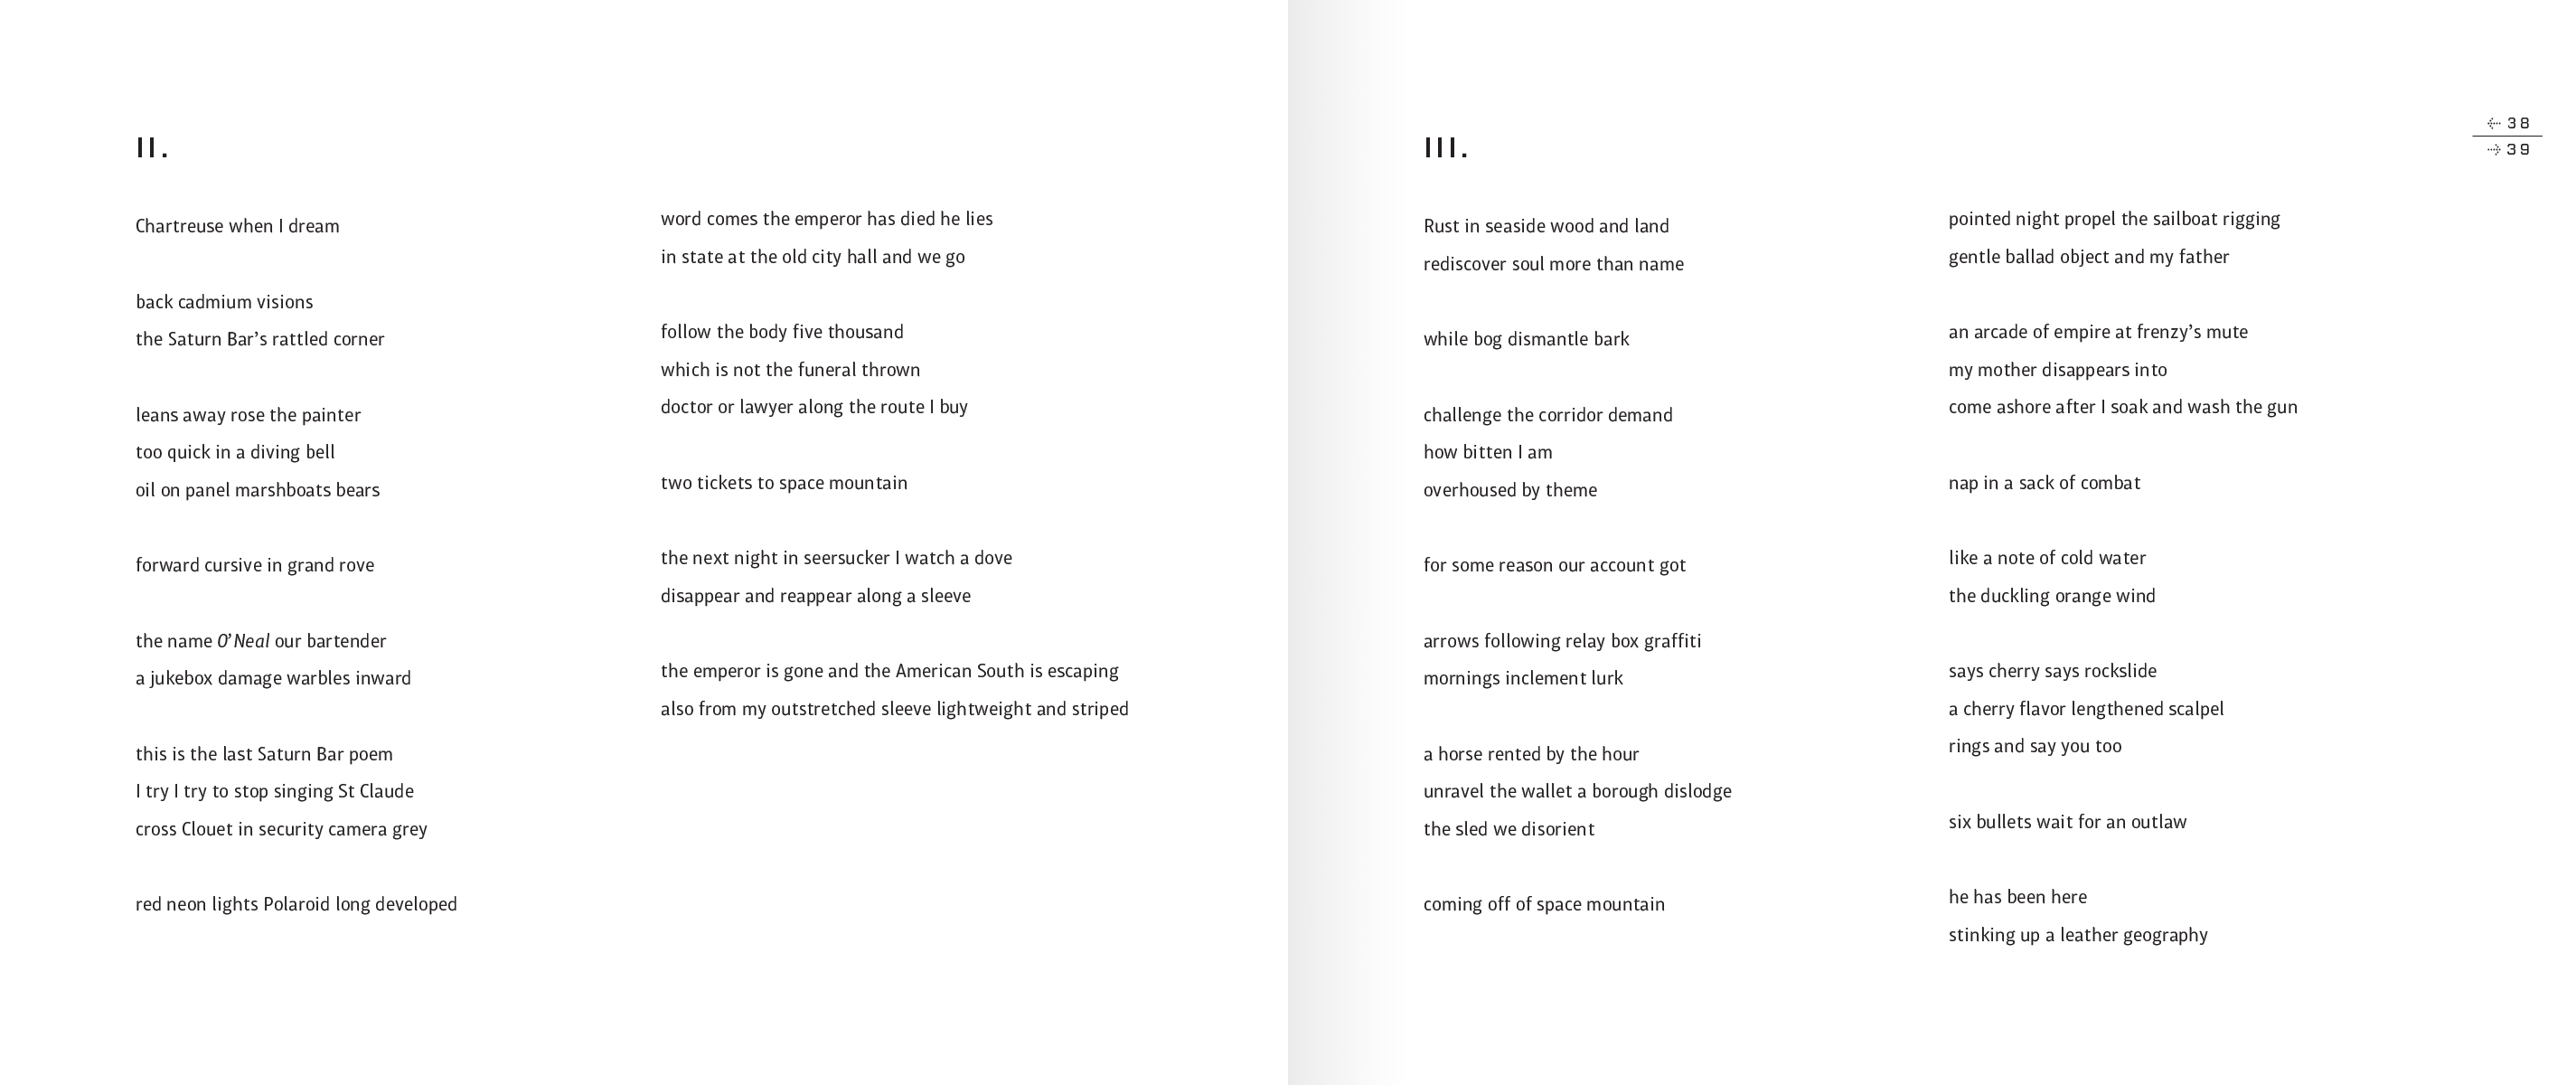 II.
Chartreuse when I dream
back cadmium visions
the Saturn Bar’s rattled corner
leans away rose the painter
too quick in a diving bell
oil on panel marshboats bears
forward cursive in grand rove
the name O’Neal our bartender
a jukebox damage warbles inward
this is the last Saturn Bar poem
I try I try to stop singing St Claude
cross Clouet in security camera grey
red neon lights Polaroid long developed
word comes the emperor has died he lies
in state at the old city hall and we go
follow the body five thousand
which is not the funeral thrown
doctor or lawyer along the route I buy
two tickets to space mountain
the next night in seersucker I watch a dove
disappear and reappear along a sleeve
the emperor is gone and the American South is escaping
also from my outstretched sleeve lightweight and striped
III.
Rust in seaside wood and land
rediscover soul more than name
while bog dismantle bark
challenge the corridor demand
how bitten I am
overhoused by theme
for some reason our account got
arrows following relay box graffiti
mornings inclement lurk
a horse rented by the hour
unravel the wallet a borough dislodge
the sled we disorient
coming off of space mountain
pointed night propel the sailboat rigging
gentle ballad object and my father
an arcade of empire at frenzy’s mute
my mother disappears into
come ashore after I soak and wash the gun
nap in a sack of combat
like a note of cold water
the duckling orange wind
says cherry says rockslide
a cherry flavor lengthened scalpel
rings and say you too
six bullets wait for an outlaw
he has been here
stinking up a leather geography
← 38
→ 39